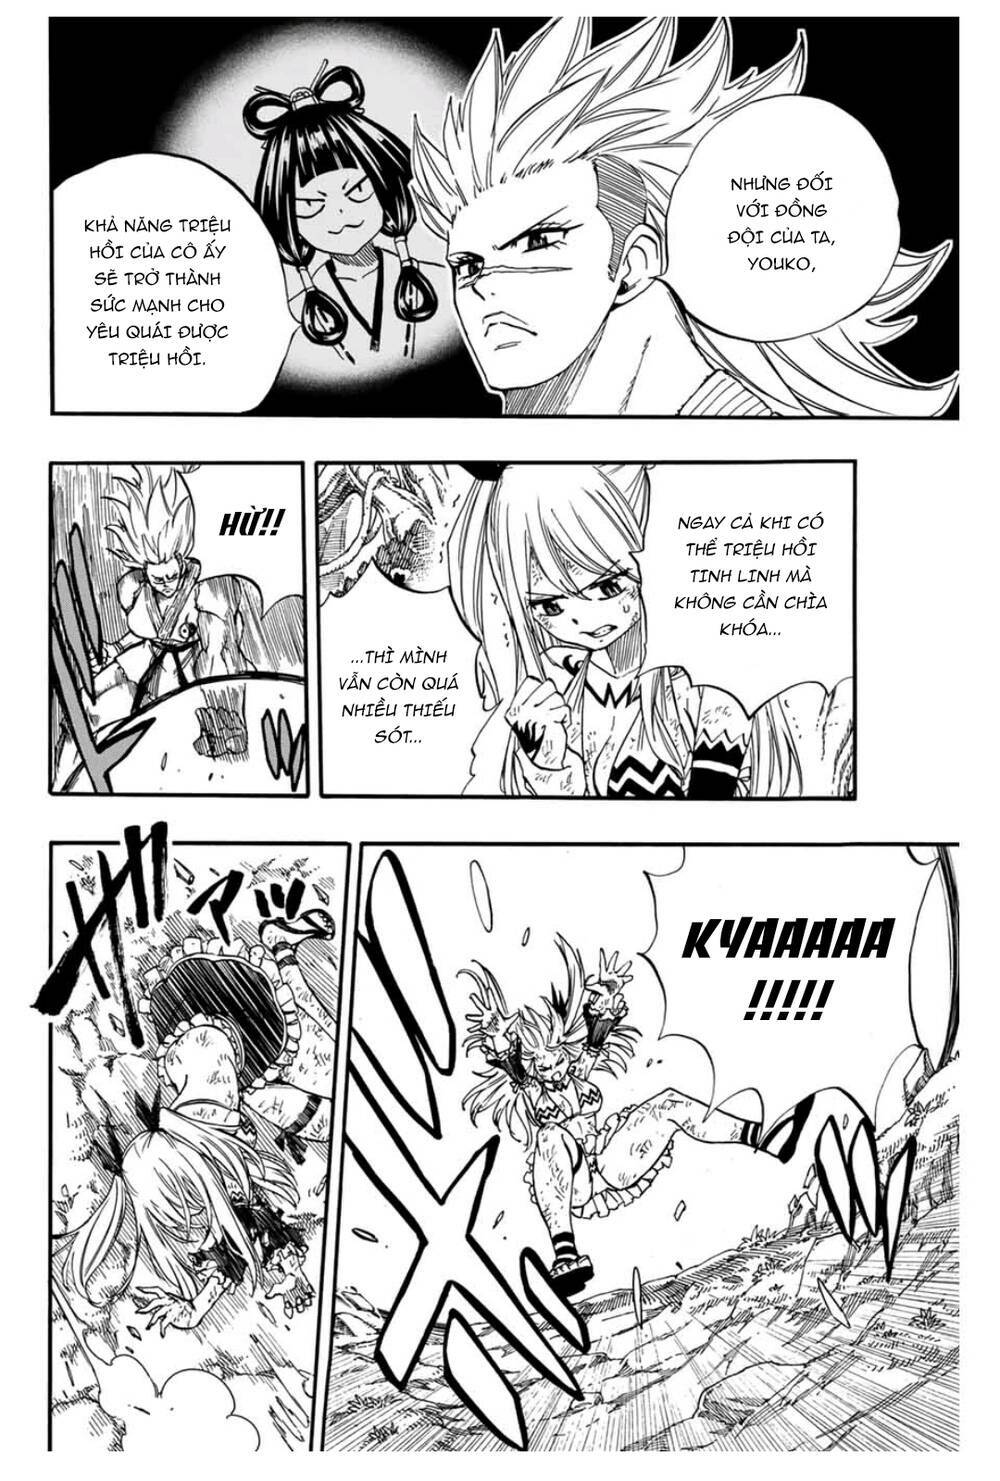 NHƯNG ĐỐI
VỚI ĐỒNG
ĐỘI CỦA TA,
YOUKO,
KHẢ NĂNG TRIỆU
HỒI CỦA CÔ ẤY
SẼ TRỞ THÀNH
SỨC MẠNH CHO
YÊU QUÁI ĐƯỢC
TRIỆU HỒI.
NGAY CẢ KHI CÓ
THỂ TRIỆU HỒI
TINH LINH MÀ
KHÔNG CẦN CHÌA
KHÓA...
...THÌ MÌNH
VẪN CÒN QUÁ
NHIỀU THIẾU
SÓT...
HỪ!!
KYAAAAA
!!!!!